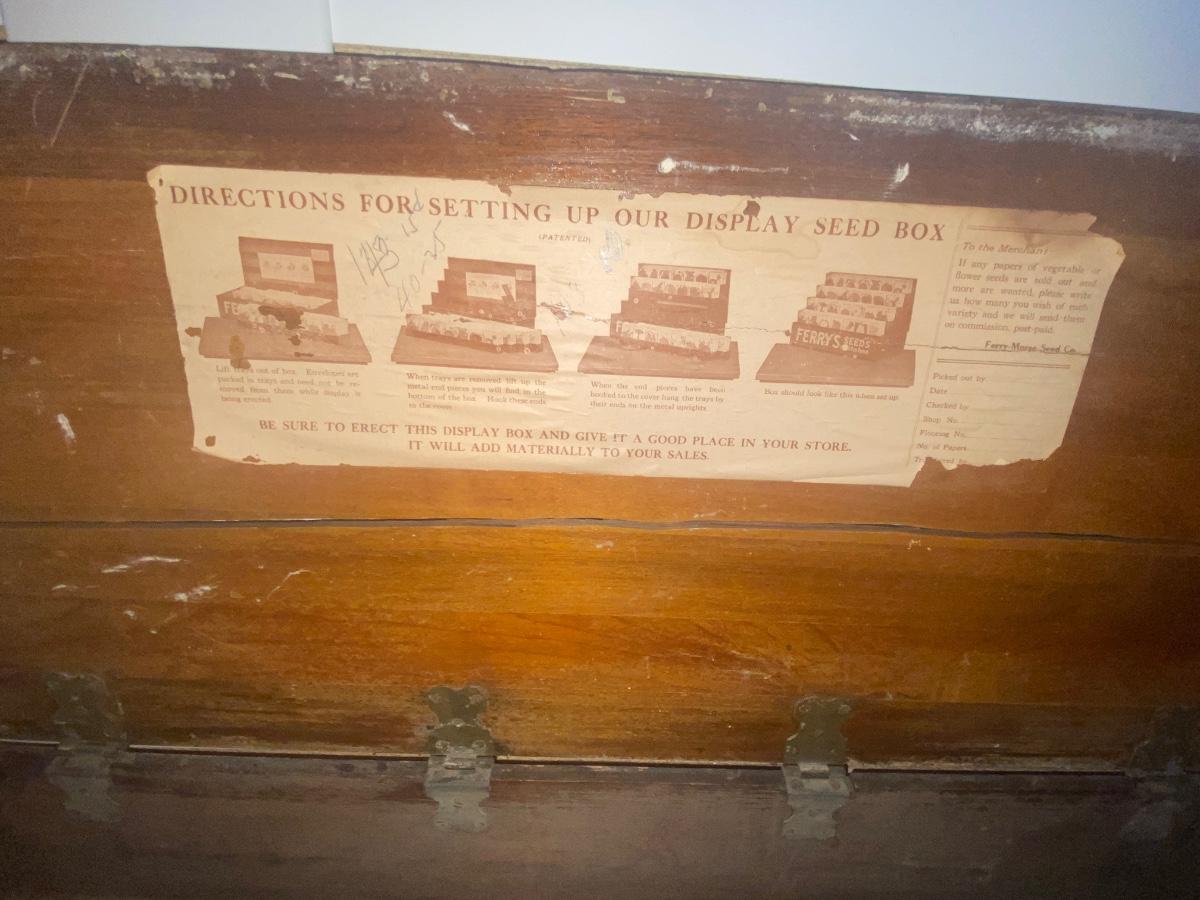 DIRECTIONS FOR SETTING UP OUR DISPLAY SEED BOX
(PATENTED)
143 15
40-25
FERRY'S SEEDS
Lift trays out of box. Envelopes are
packed in trays and need not be re-
moved from them while display is
being erected.
When trays are removed lift up the
metal end pieces you will find in the
bottom of the box. Hook these ends
to the cover.
When the end pieces have been
hooked to the cover hang the trays by
their ends on the metal uprights.
Box should look like this when set up.
BE SURE TO ERECT THIS DISPLAY BOX AND GIVE IT A GOOD PLACE IN YOUR STORE.
IT WILL ADD MATERIALLY TO YOUR SALES.
To the Merchant:
If any papers of vegetable or
flower seeds are sold out and
more are wanted, please write
us how many you wish of each
variety and we will send them
on commission, post-paid.
Ferry-Morse Seed Co.
Picked out by
Date
Checked by
Shop No.
Flooring No.
No. of Papers